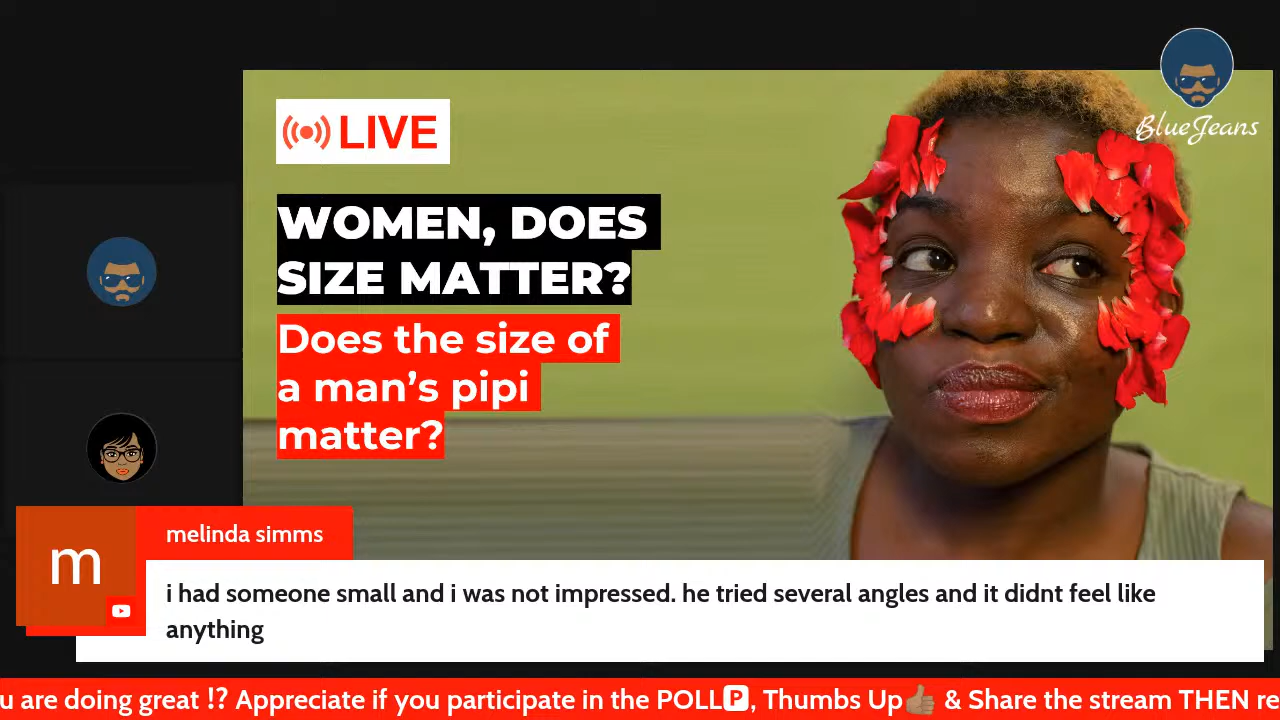 LIVE
BlueJeans
WOMEN, DOES
SIZE MATTER?
Does the size of
a man's pipi
matter?
m
melinda simms
i had someone small and i was not impressed. he tried several angles and it didnt feel like
anything
u are doing great ⁉ Appreciate if you participate in the POLL🅿, Thumbs Up👍🏽 & Share the stream THEN re